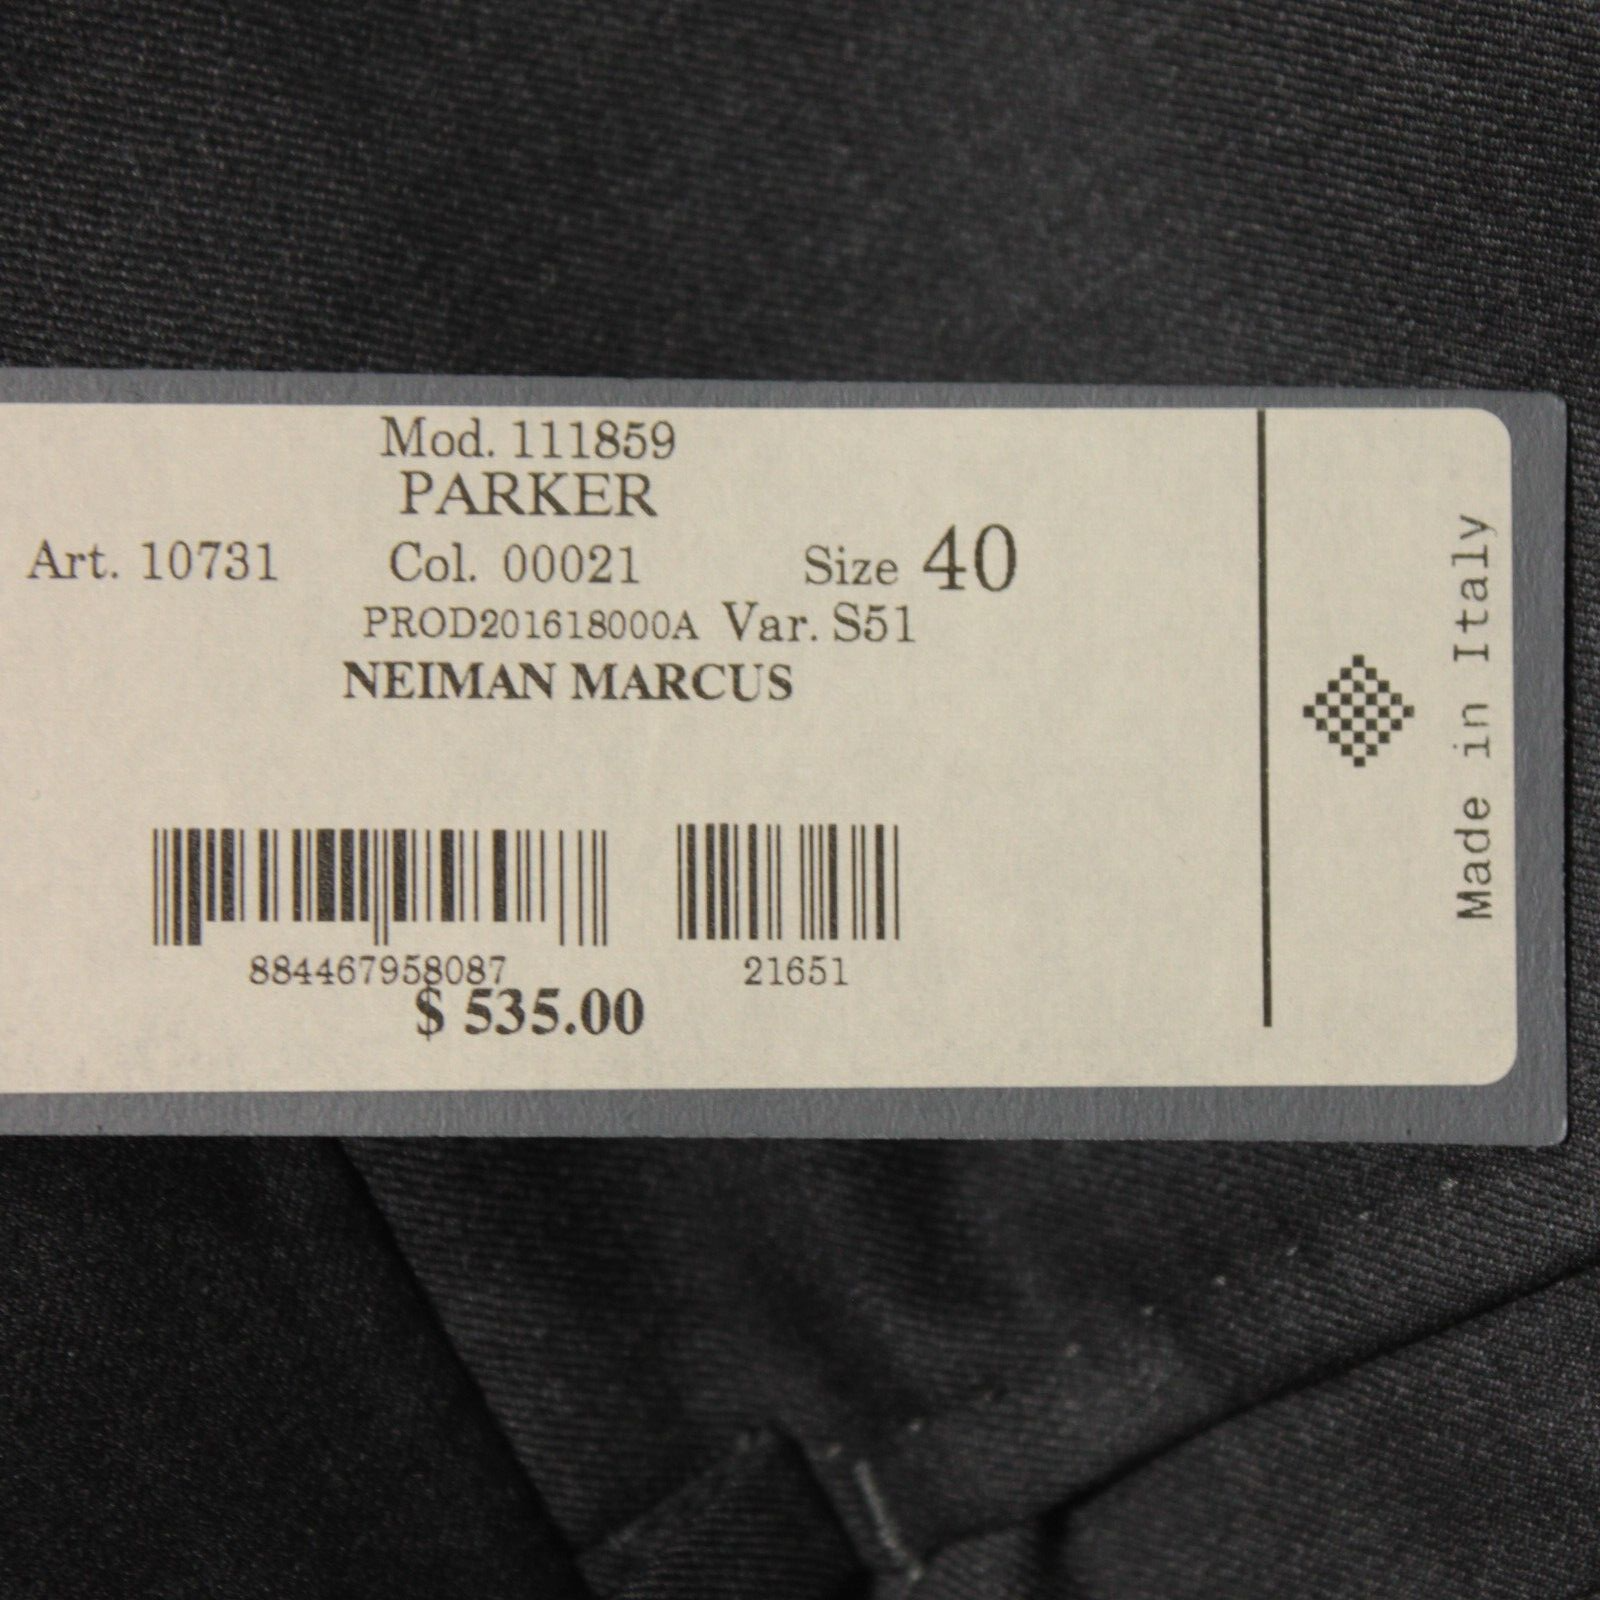 Mod. 111859
PARKER
Art. 10731 Col. 00021 Size 40
PROD201618000A Var. S51
NEIMAN MARCUS
884467958087 21651
$ 535.00
Made in Italy